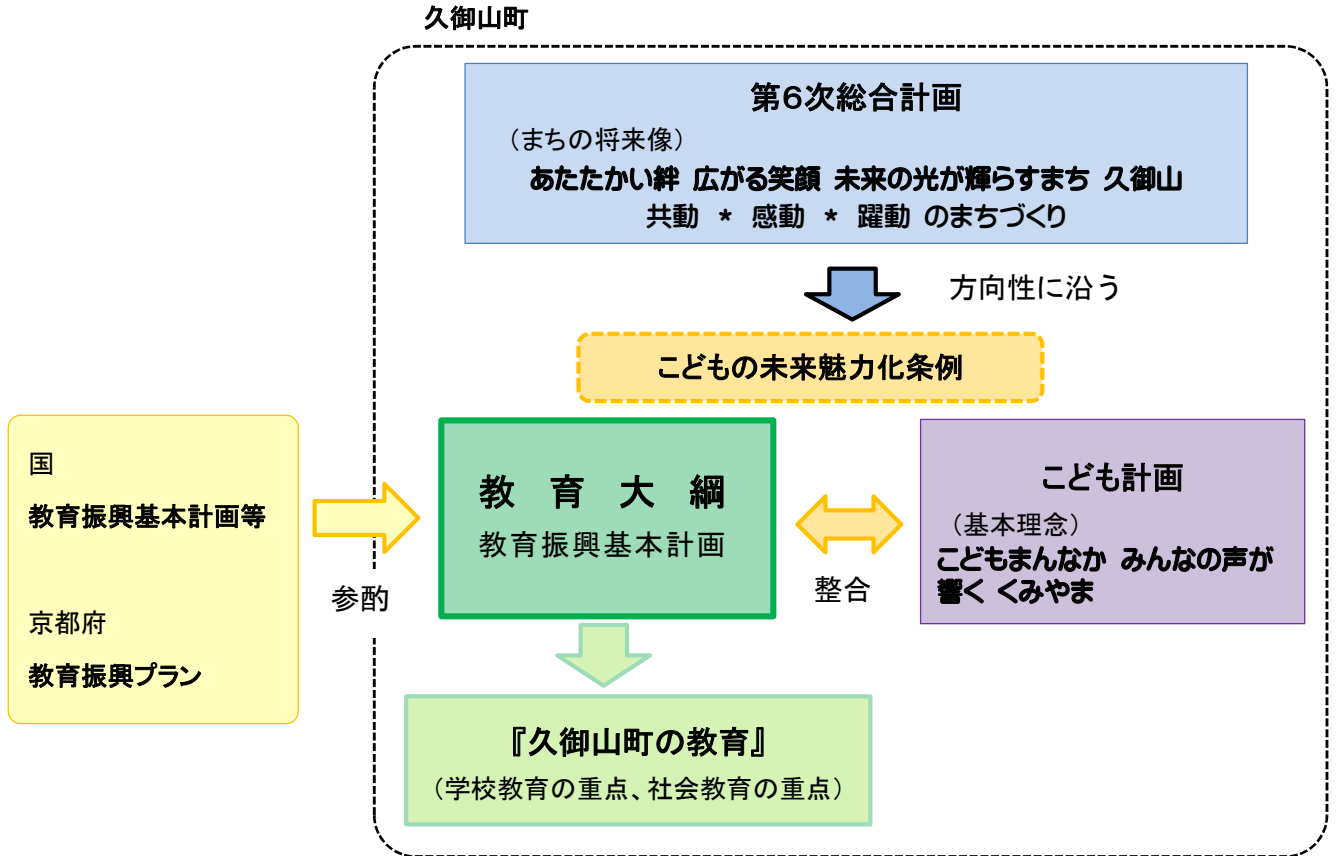 久御山町
第6次総合計画
（まちの将来像）
あたたかい絆 広がる笑顔 未来の光が輝らすまち 久御山
共動 * 感動 * 躍動 のまちづくり
方向性に沿う
こどもの未来魅力化条例
国
教育振興基本計画等
京都府
教育振興プラン
参酌
教 育 大 綱
教育振興基本計画
整合
こども計画
（基本理念）
こどもまんなか みんなの声が
響く くみやま
『久御山町の教育』
（学校教育の重点、社会教育の重点）